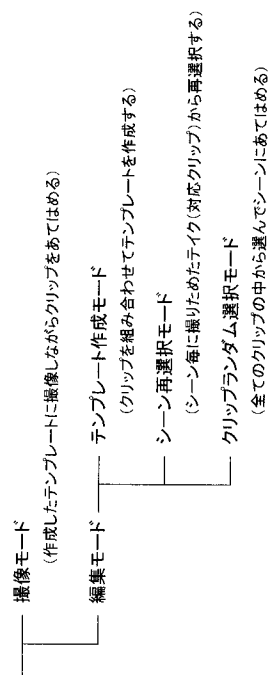 撮像モード
(作成したテンプレートに撮像しながらクリップをあてはめる)
編集モード
テンプレート作成モード
(クリップを組み合わせてテンプレートを作成する)
シーン再選択モード
(シーン毎に撮りためたテイク(対応クリップ)から再選択する)
クリップランダム選択モード
(全てのクリップの中から選んでシーンにあてはめる)